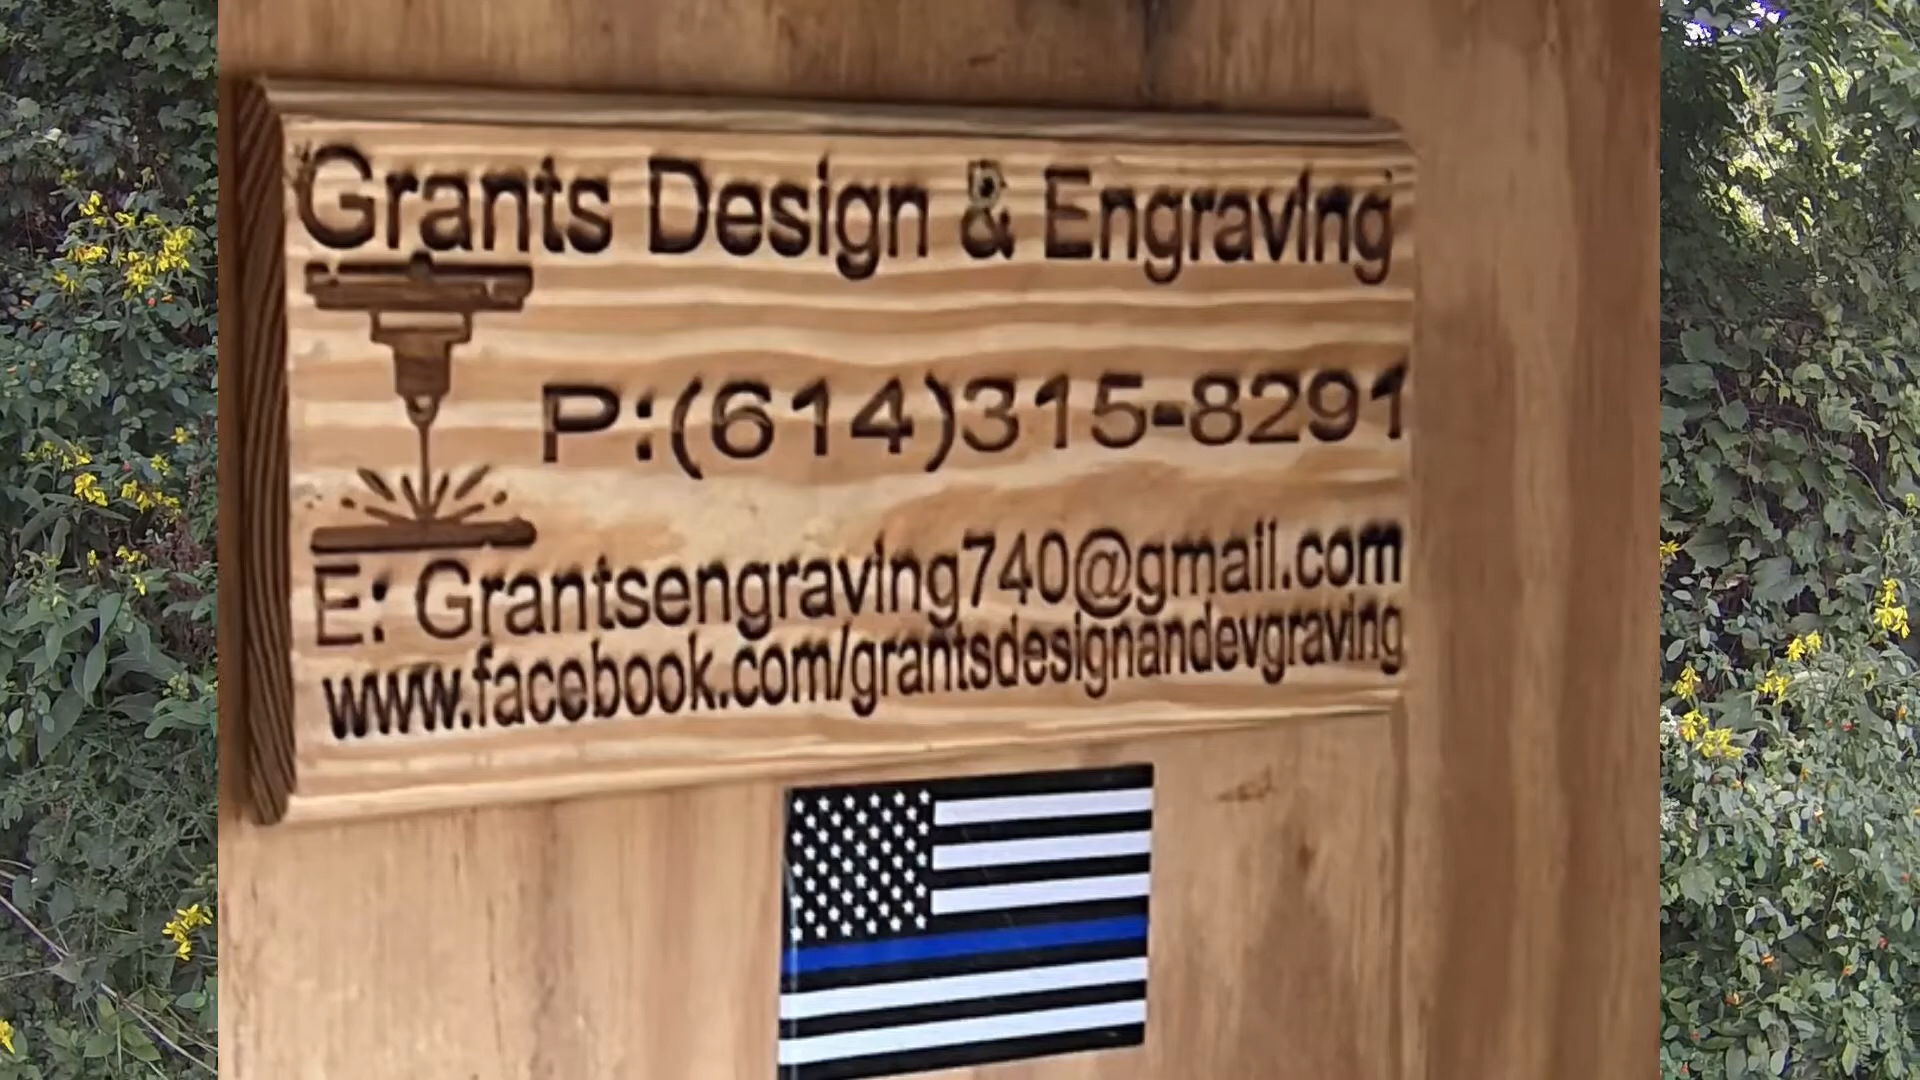 Grants Design & Engraving
P:(614)315-8291
E: Grantsengraving740@gmail.com
www.facebook.com/grantsdesignandevgraving